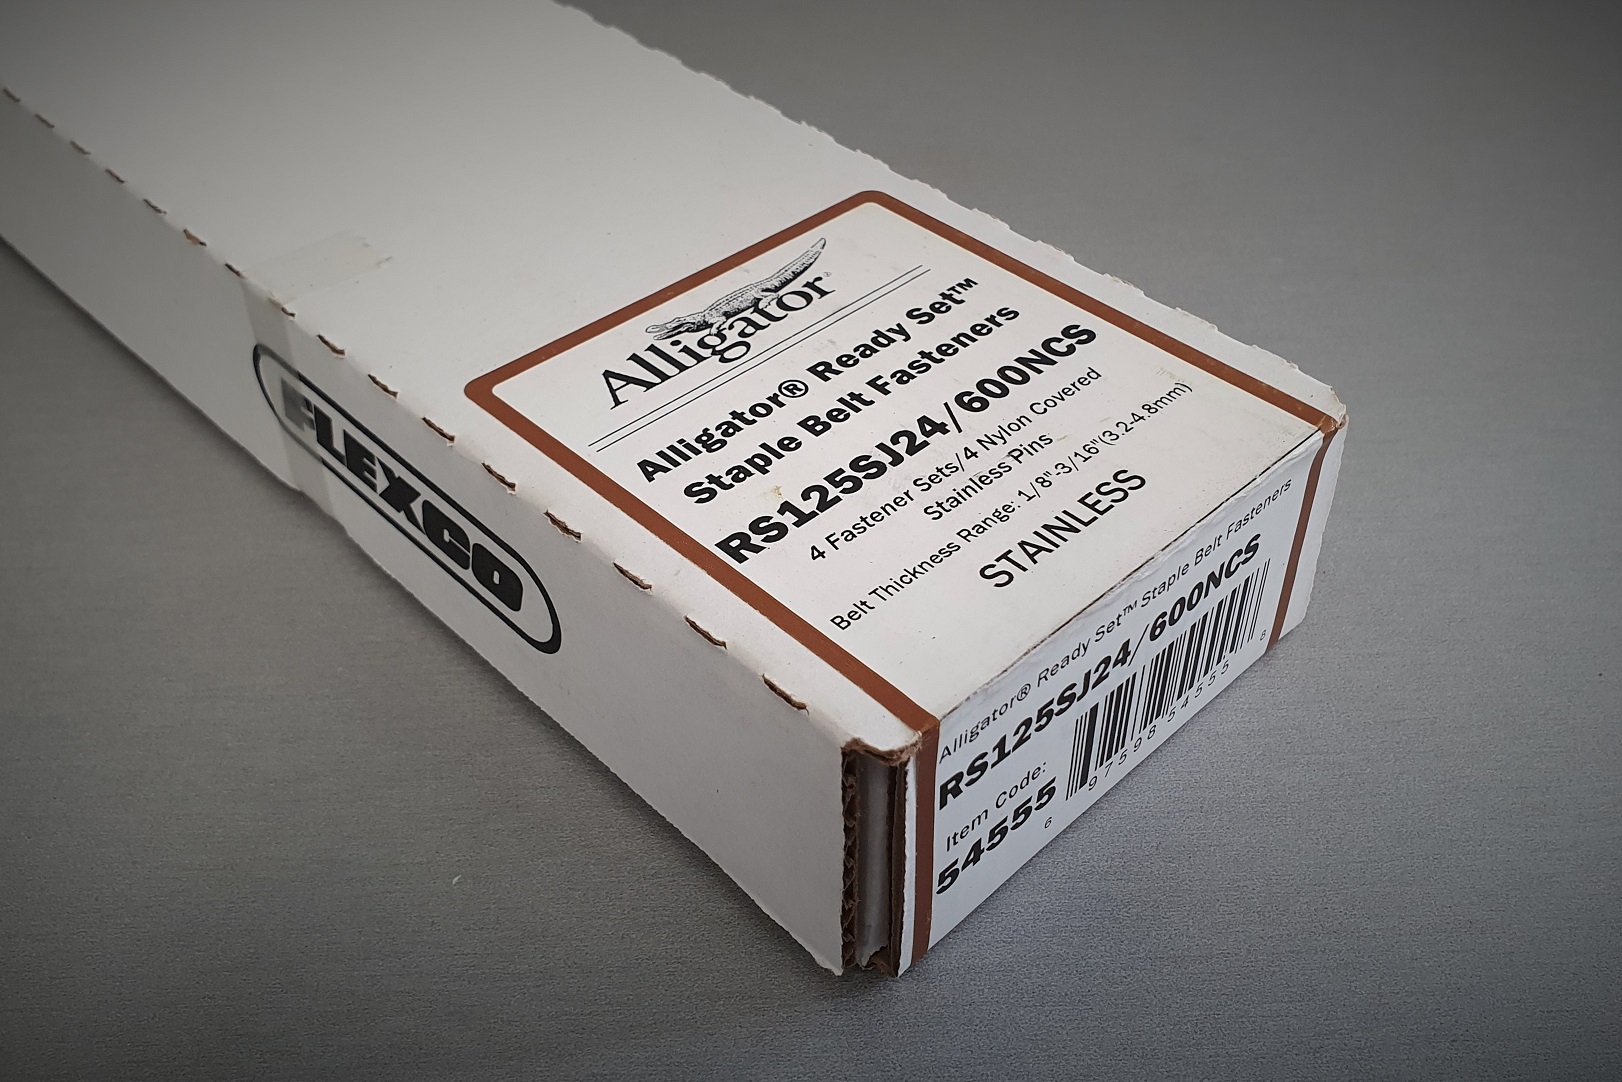 Alligator®
Alligator® Ready Set™
Staple Belt Fasteners
RS125SJ24/600NCS
4 Fastener Sets/4 Nylon Covered
Stainless Pins
Belt Thickness Range: 1/8"-3/16"(3.2-4.8mm)
STAINLESS
FLEXCO
Alligator® Ready Set™ Staple Belt Fasteners
RS125SJ24/600NCS
Item Code:
54555
6 97598 54555 8